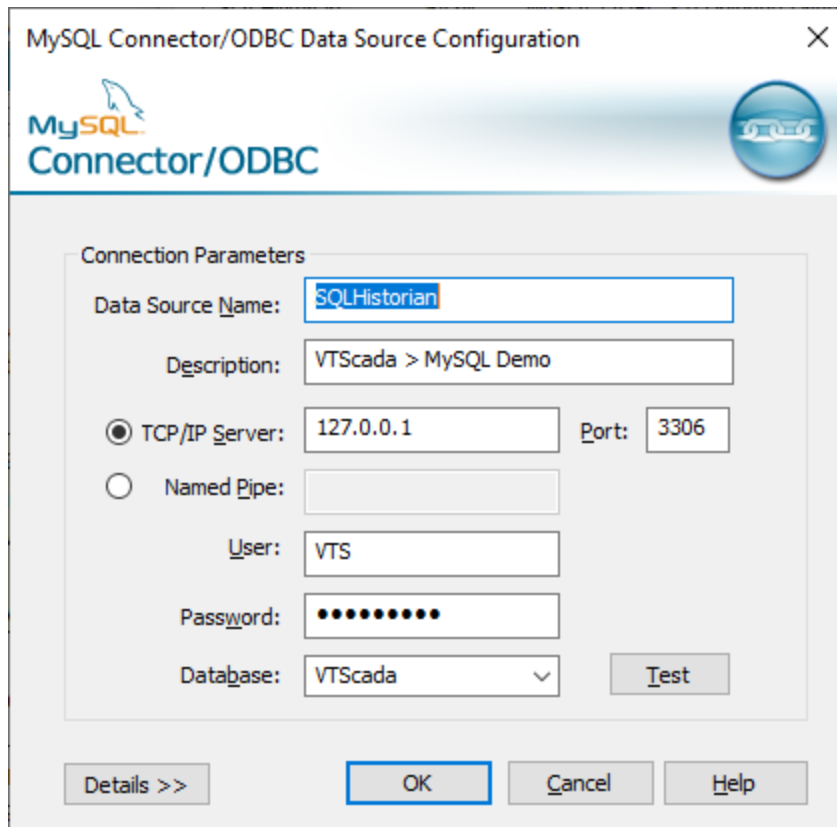 MySQL Connector/ODBC Data Source Configuration
MySQL
Connector/ODBC
Connection Parameters
Data Source Name: SQLHistorian
Description: VTScada > MySQL Demo
TCP/IP Server: 127.0.0.1 Port: 3306
Named Pipe:
User: VTS
Password: •••••••••
Database: VTScada Test
Details >> OK Cancel Help